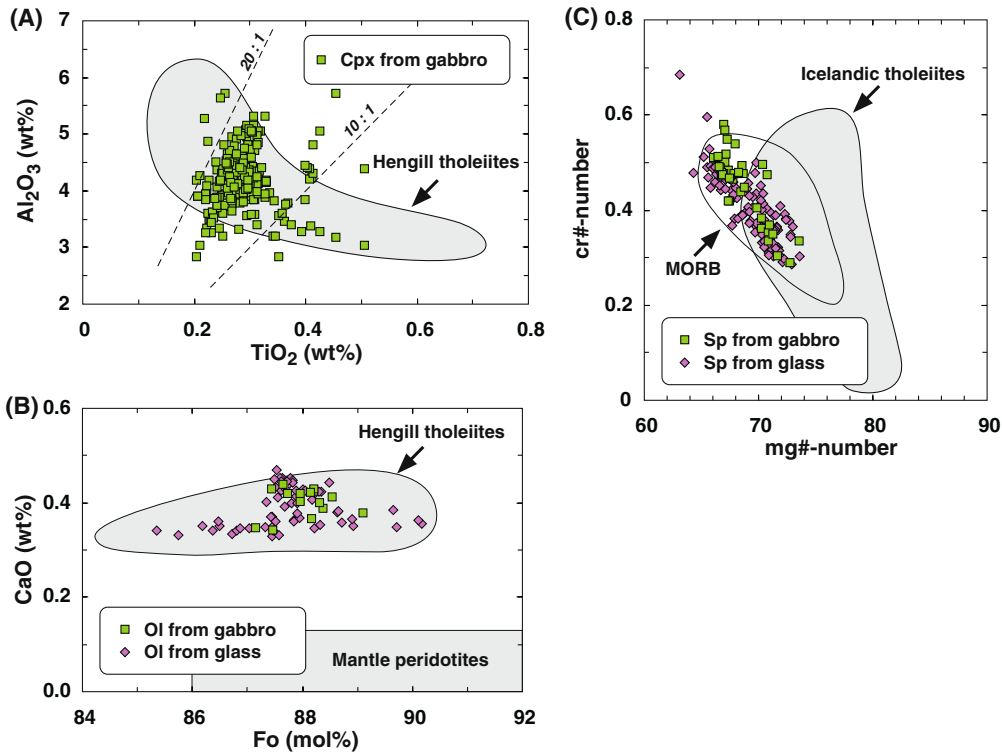 (A)
7
6
5
4
3
2
Al₂O₃ (wt%)
20 : 1
10 : 1
Cpx from gabbro
Hengill tholeiites
0
0.2
0.4
0.6
0.8
TiO₂ (wt%)
(B)
0.6
0.4
0.2
0.0
CaO (wt%)
Hengill tholeiites
Ol from gabbro
Ol from glass
Mantle peridotites
84
86
88
90
92
Fo (mol%)
(C)
0.8
0.6
0.4
0.2
0
cr#-number
Icelandic tholeiites
MORB
Sp from gabbro
Sp from glass
60
70
80
90
mg#-number